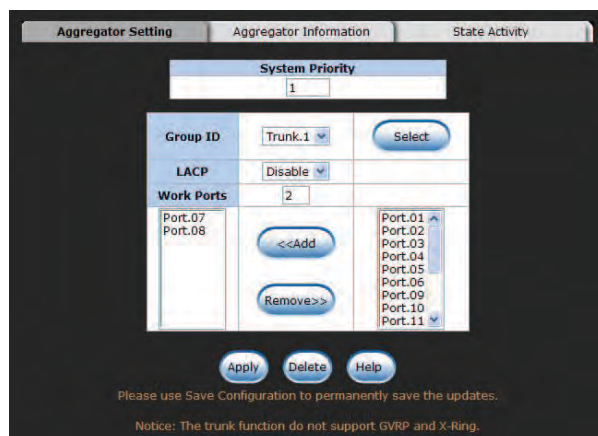 Aggregator Setting Aggregator Information State Activity
System Priority
1
Group ID Trunk.1 Select
LACP Disable
Work Ports 2
Port.07
Port.08
<<Add
Remove>>
Port.01
Port.02
Port.03
Port.04
Port.05
Port.06
Port.09
Port.10
Port.11
Apply Delete Help
Please use Save Configuration to permanently save the updates.
Notice: The trunk function do not support GVRP and X-Ring.